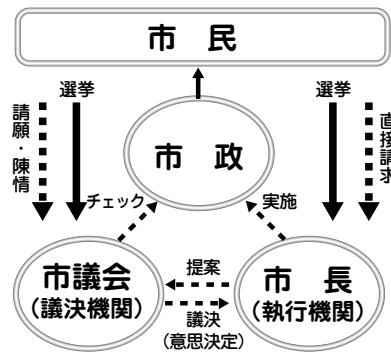 市　民
選挙
選挙
請願・陳情
直接請求
市　政
チェック
実施
市議会
(議決機関)
提案
議決
(意思決定)
市　長
(執行機関)